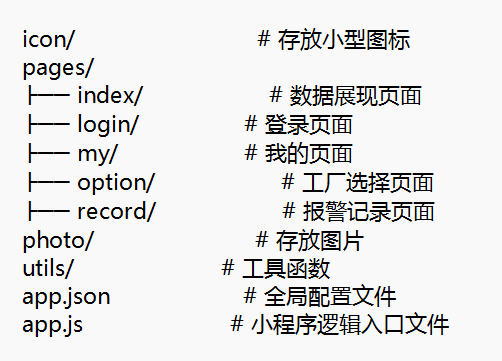 icon/ # 存放小型图标
pages/
├── index/ # 数据展现页面
├── login/ # 登录页面
├── my/ # 我的页面
├── option/ # 工厂选择页面
├── record/ # 报警记录页面
photo/ # 存放图片
utils/ # 工具函数
app.json # 全局配置文件
app.js # 小程序逻辑入口文件